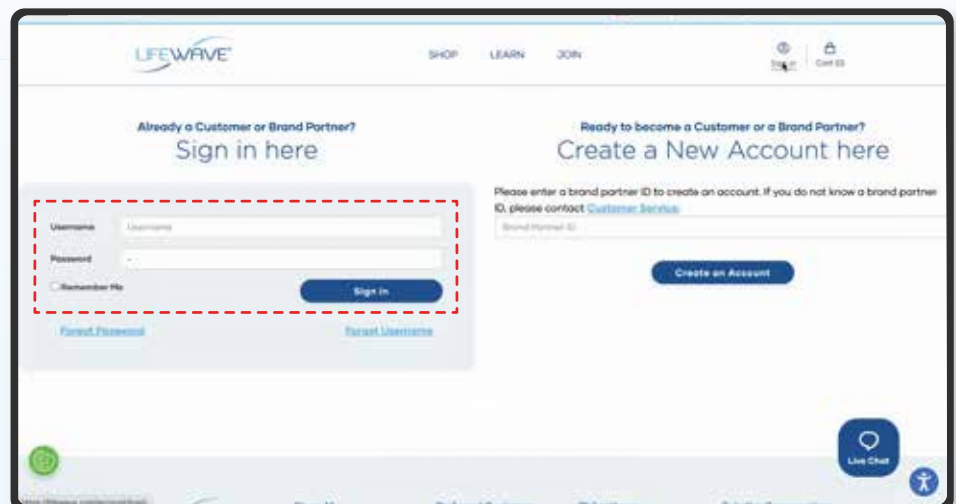 LIFEWAVE
SHOP LEARN JOIN
Sign in Cart (0)
Already a Customer or Brand Partner?
Sign in here
Username Username
Password
Remember Me
Sign in
Forgot Password Forgot Username
Ready to become a Customer or a Brand Partner?
Create a New Account here
Please enter a brand partner ID to create an account. If you do not know a brand partner
ID, please contact Customer Service.
Brand Partner ID
Create an Account
Live Chat